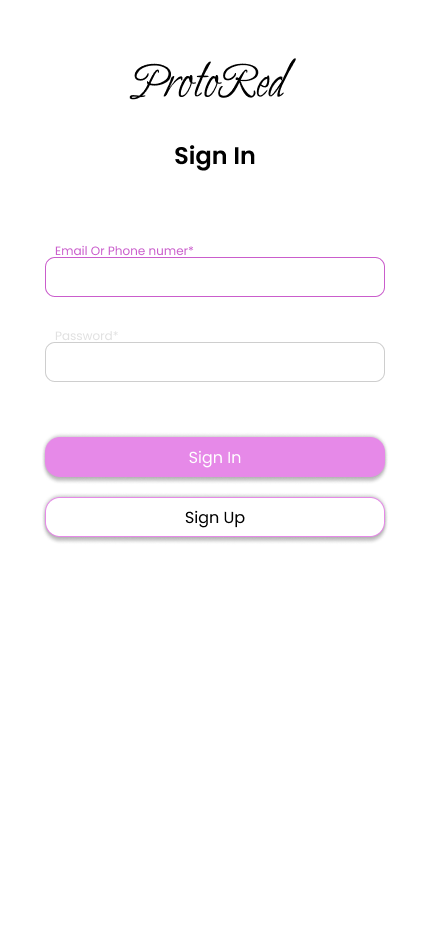 ProtoRed
Sign In
Email Or Phone numer*
Password*
Sign In
Sign Up